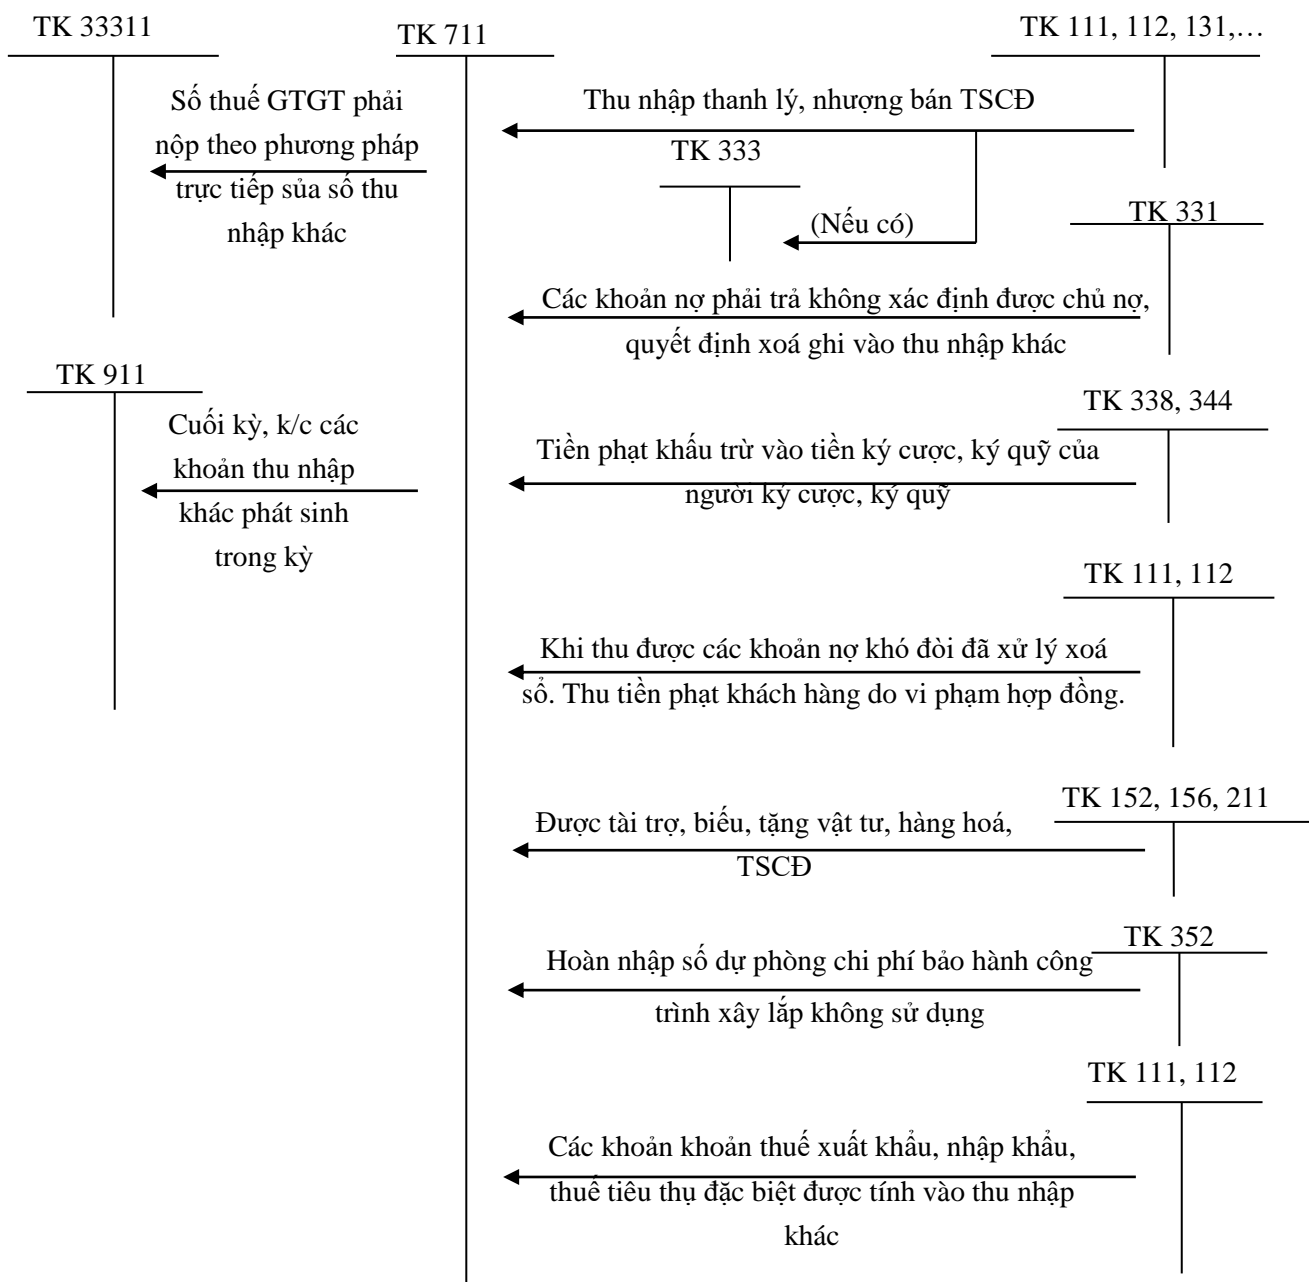 TK 33311
TK 711
TK 111, 112, 131,…
Số thuế GTGT phải
nộp theo phương pháp
trực tiếp sủa số thu
nhập khác
Thu nhập thanh lý, nhượng bán TSCĐ
TK 333
(Nếu có)
TK 331
Các khoản nợ phải trả không xác định được chủ nợ,
quyết định xoá ghi vào thu nhập khác
TK 911
Cuối kỳ, k/c các
khoản thu nhập
khác phát sinh
trong kỳ
TK 338, 344
Tiền phạt khấu trừ vào tiền ký cược, ký quỹ của
người ký cược, ký quỹ
TK 111, 112
Khi thu được các khoản nợ khó đòi đã xử lý xoá
sổ. Thu tiền phạt khách hàng do vi phạm hợp đồng.
TK 152, 156, 211
Được tài trợ, biếu, tặng vật tư, hàng hoá,
TSCĐ
TK 352
Hoàn nhập số dự phòng chi phí bảo hành công
trình xây lắp không sử dụng
TK 111, 112
Các khoản khoản thuế xuất khẩu, nhập khẩu,
thuế tiêu thụ đặc biệt được tính vào thu nhập
khác